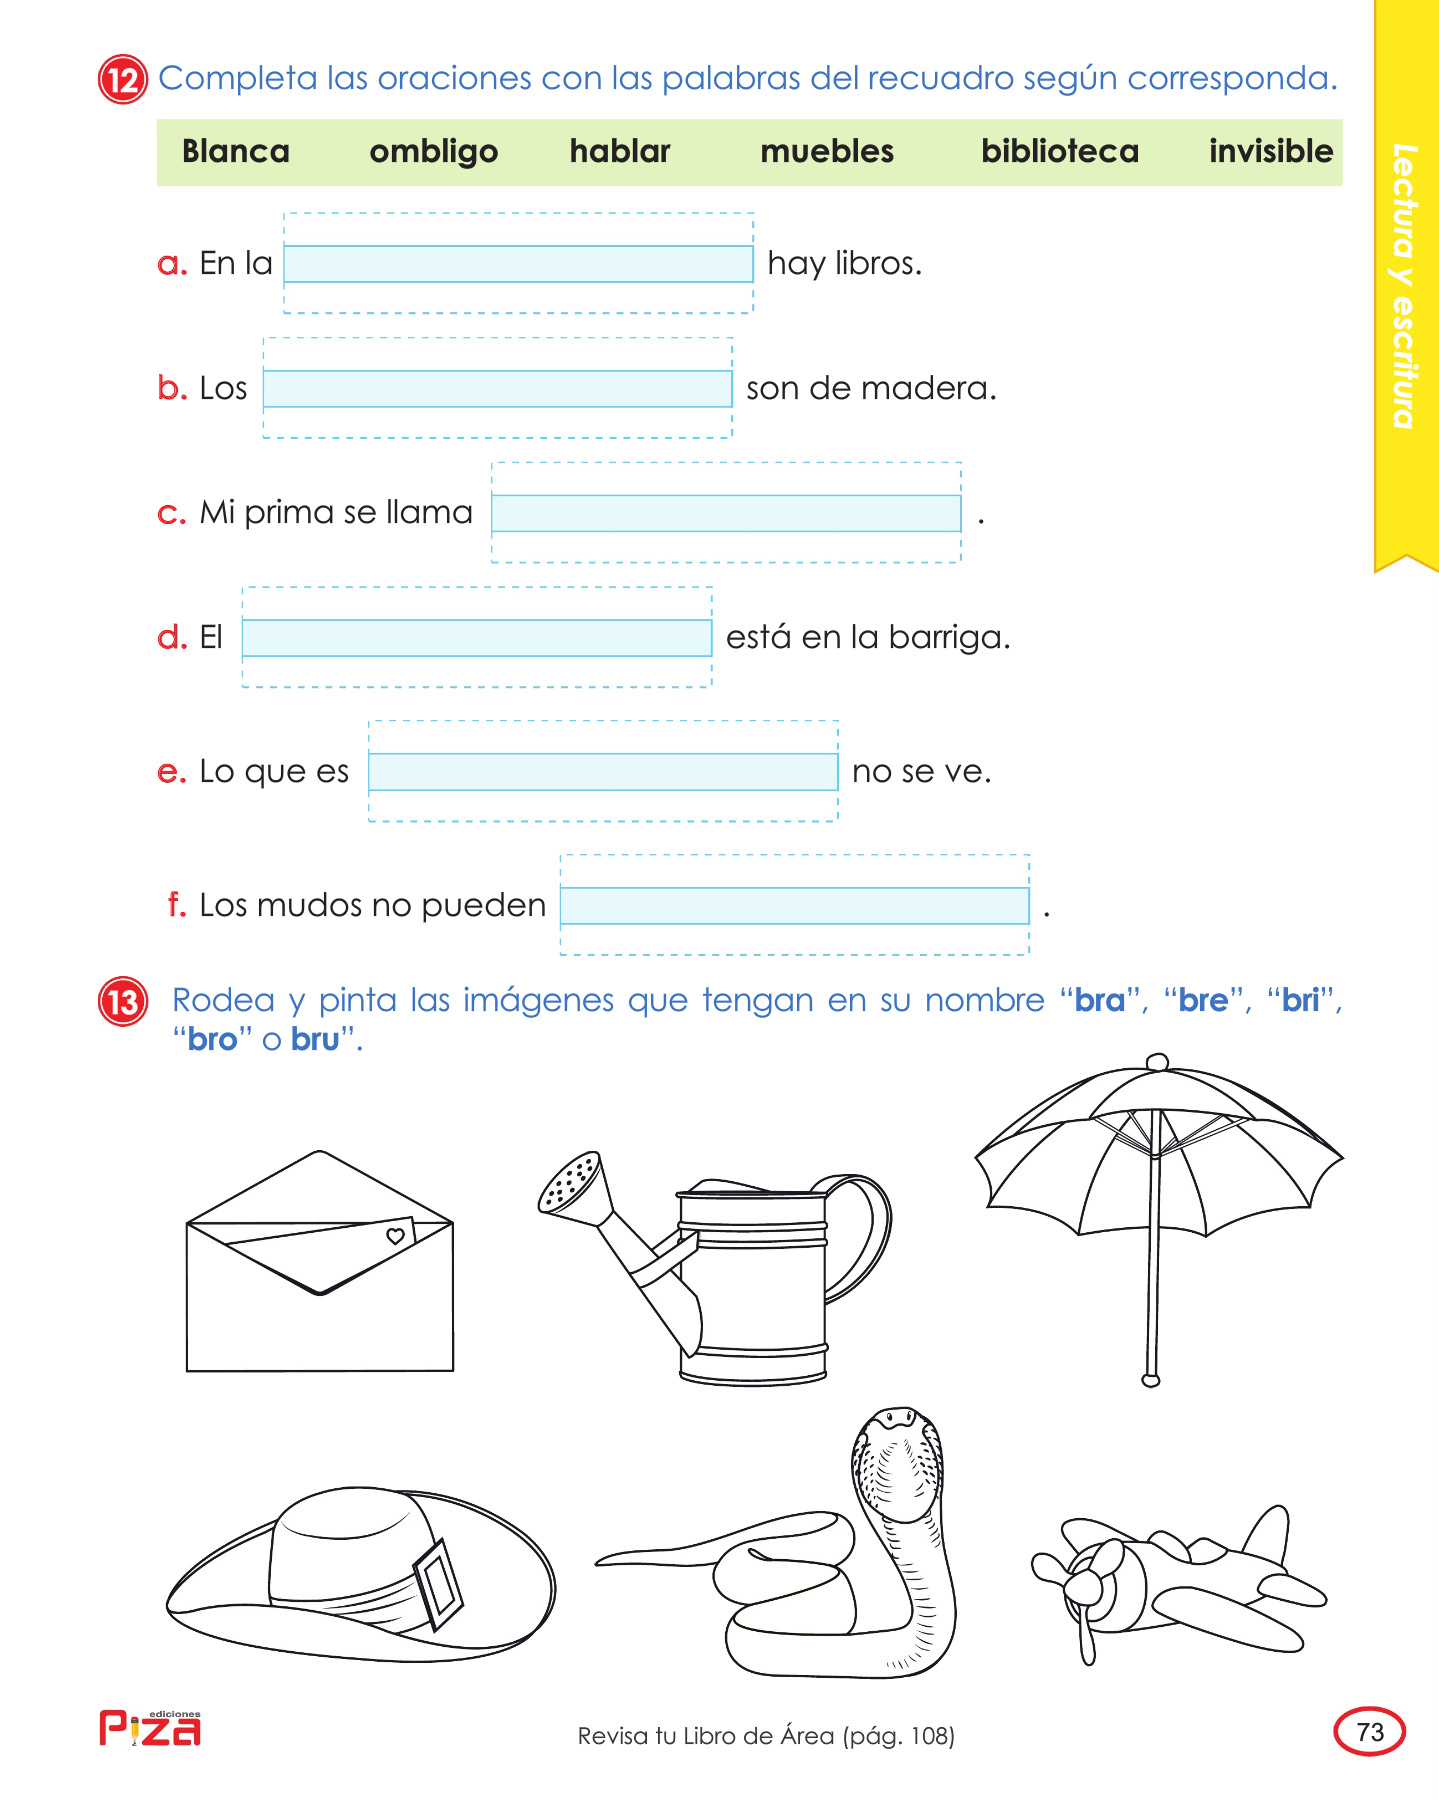 12 Completa las oraciones con las palabras del recuadro según corresponda.
Blanca ombligo hablar muebles biblioteca invisible
a. En la hay libros.
b. Los son de madera.
c. Mi prima se llama .
d. El está en la barriga.
e. Lo que es no se ve.
f. Los mudos no pueden .
Lectura y escritura
13 Rodea y pinta las imágenes que tengan en su nombre “bra”, “bre”, “bri”,
“bro” o bru”.
ediciones
Piza
Revisa tu Libro de Área (pág. 108)
73